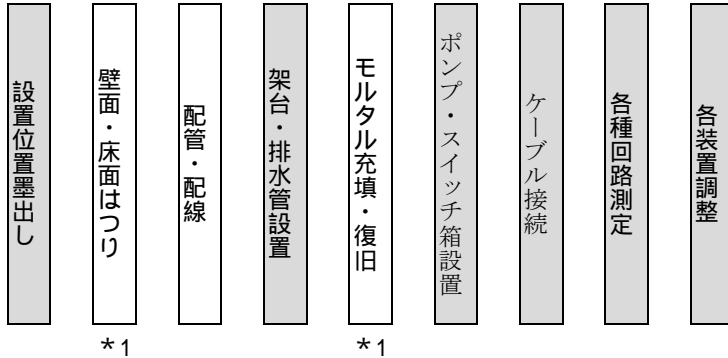 設置位置墨出し
壁面・床面はつり
配管・配線
架台・排水管設置
モルタル充填・復旧
ポンプ・スイッチ箱設置
ケーブル接続
各種回路測定
各装置調整
*1
*1